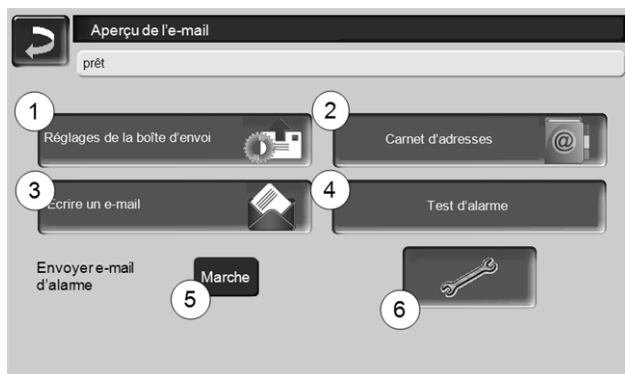 Aperçu de l'e-mail
prêt
1
2
Réglages de la boîte d'envoi
Carnet d'adresses
@
3
4
Ecrire un e-mail
Test d'alarme
Envoyer e-mail
d'alarme
Marche
5
6